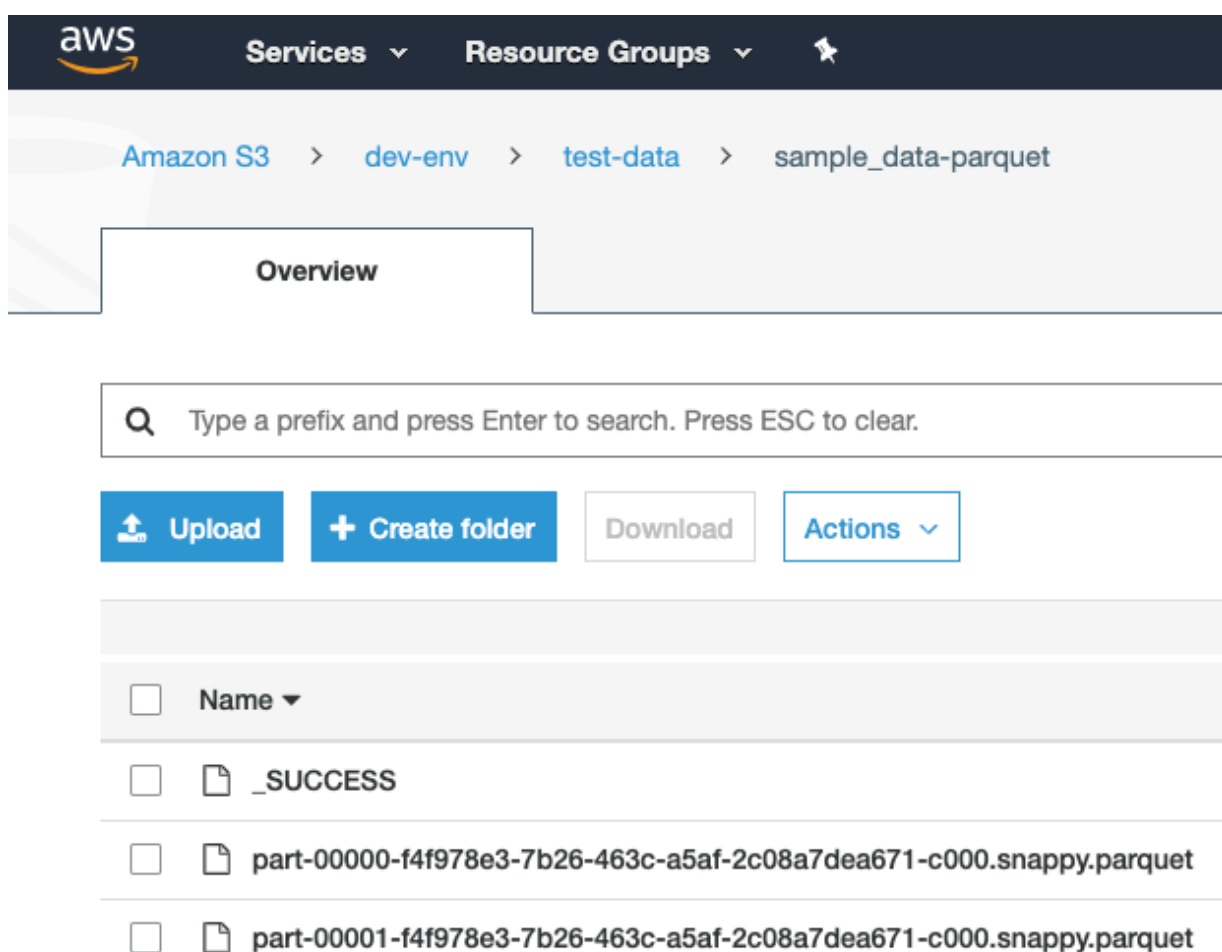 aws Services Resource Groups
Amazon S3 > dev-env > test-data > sample_data-parquet
Overview
Type a prefix and press Enter to search. Press ESC to clear.
Upload + Create folder Download Actions
Name
_SUCCESS
part-00000-f4f978e3-7b26-463c-a5af-2c08a7dea671-c000.snappy.parquet
part-00001-f4f978e3-7b26-463c-a5af-2c08a7dea671-c000.snappy.parquet